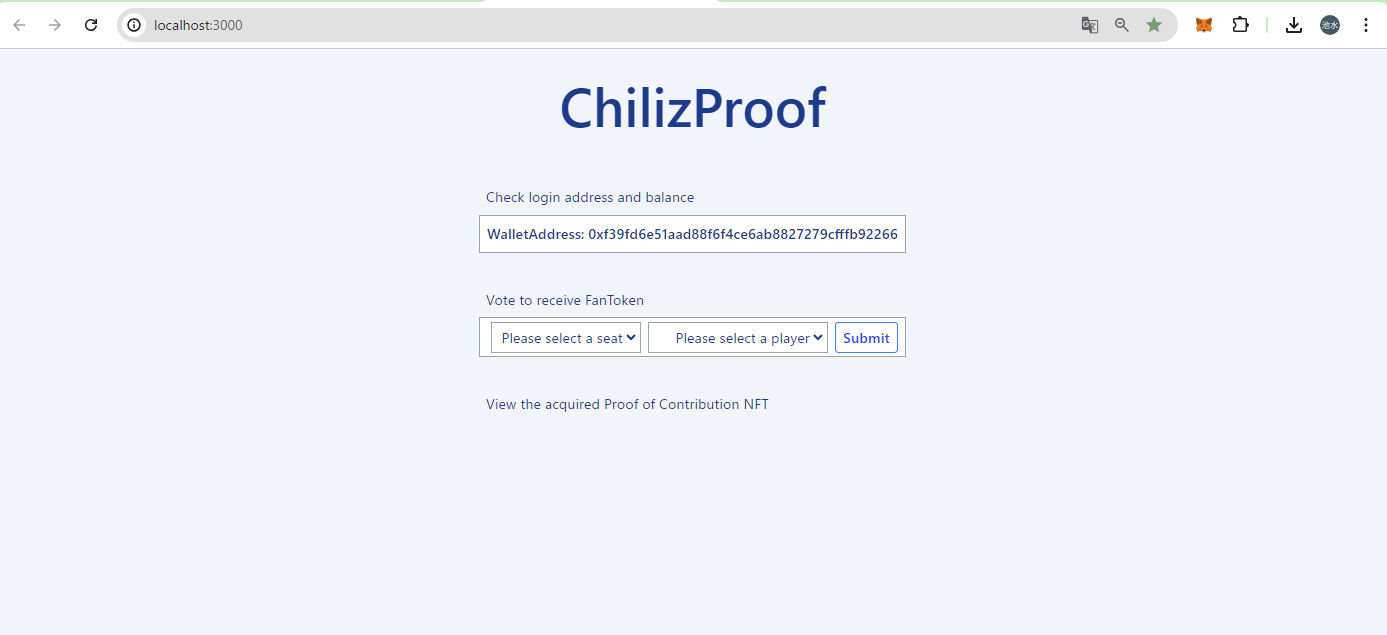 localhost:3000
池水
ChilizProof
Check login address and balance
WalletAddress: 0xf39fd6e51aad88f6f4ce6ab8827279cfffb92266
Vote to receive FanToken
Please select a seat Please select a player Submit
View the acquired Proof of Contribution NFT